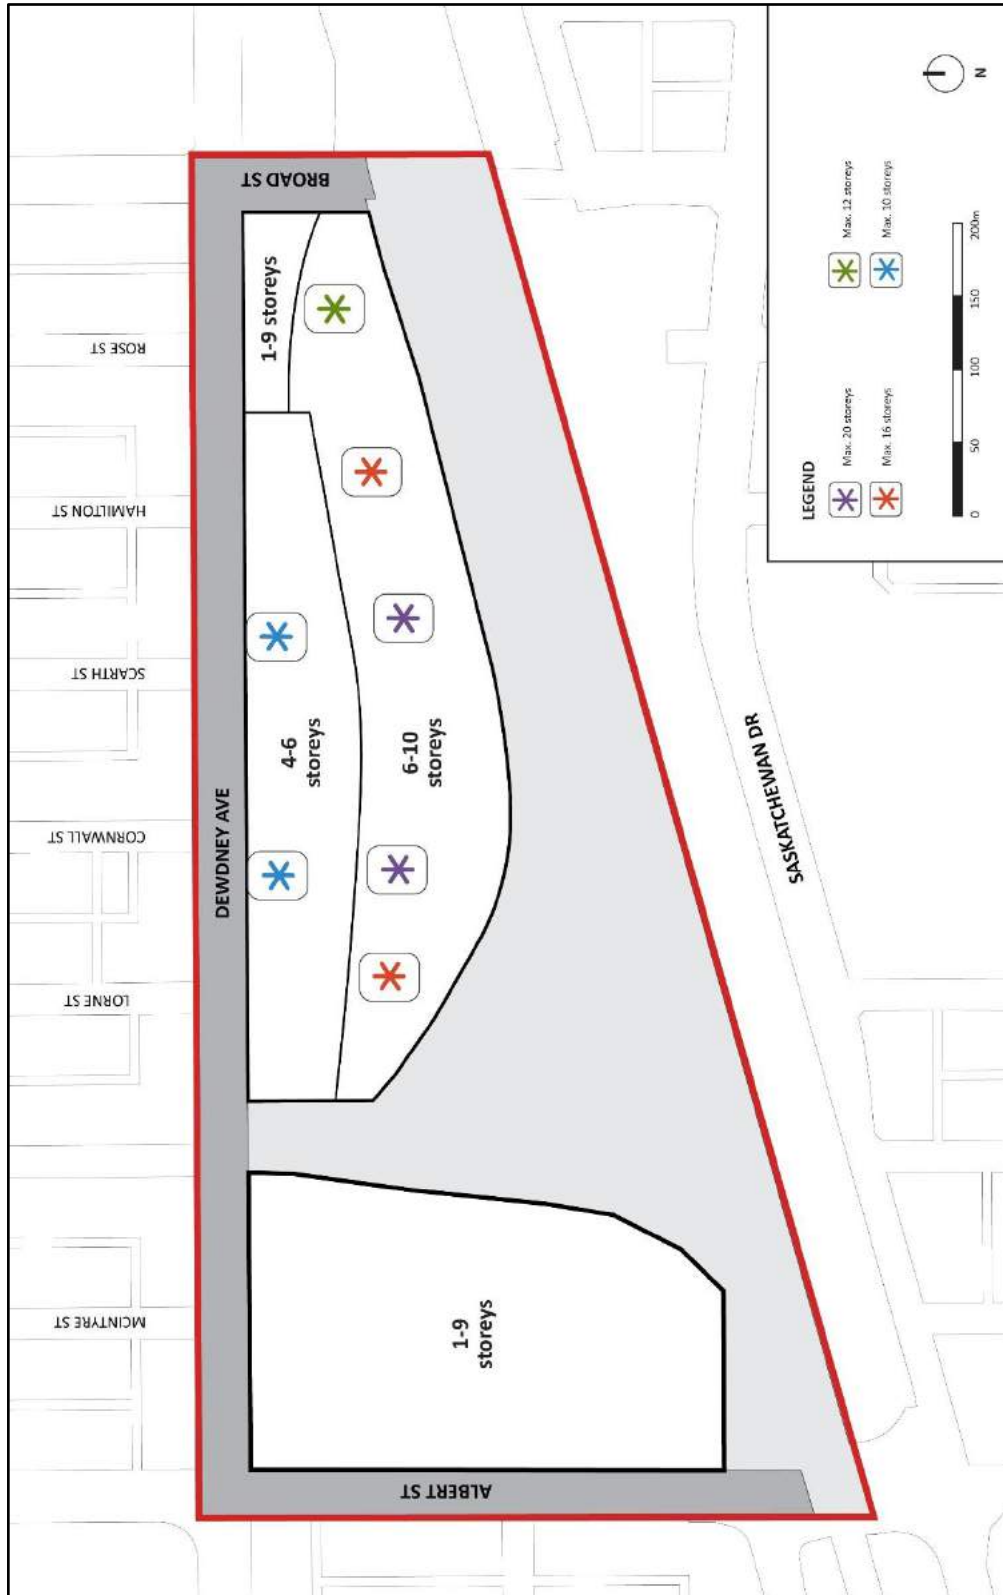 MCINTYRE ST
LORNE ST
CORNWALL ST
SCARTH ST
HAMILTON ST
ROSE ST
DEWDNEY AVE
ALBERT ST
BROAD ST
1-9
storeys
4-6
storeys
6-10
storeys
1-9 storeys
SASKATCHEWAN DR
LEGEND
Max. 20 storeys
Max. 12 storeys
Max. 16 storeys
Max. 10 storeys
0 50 100 150 200m
N